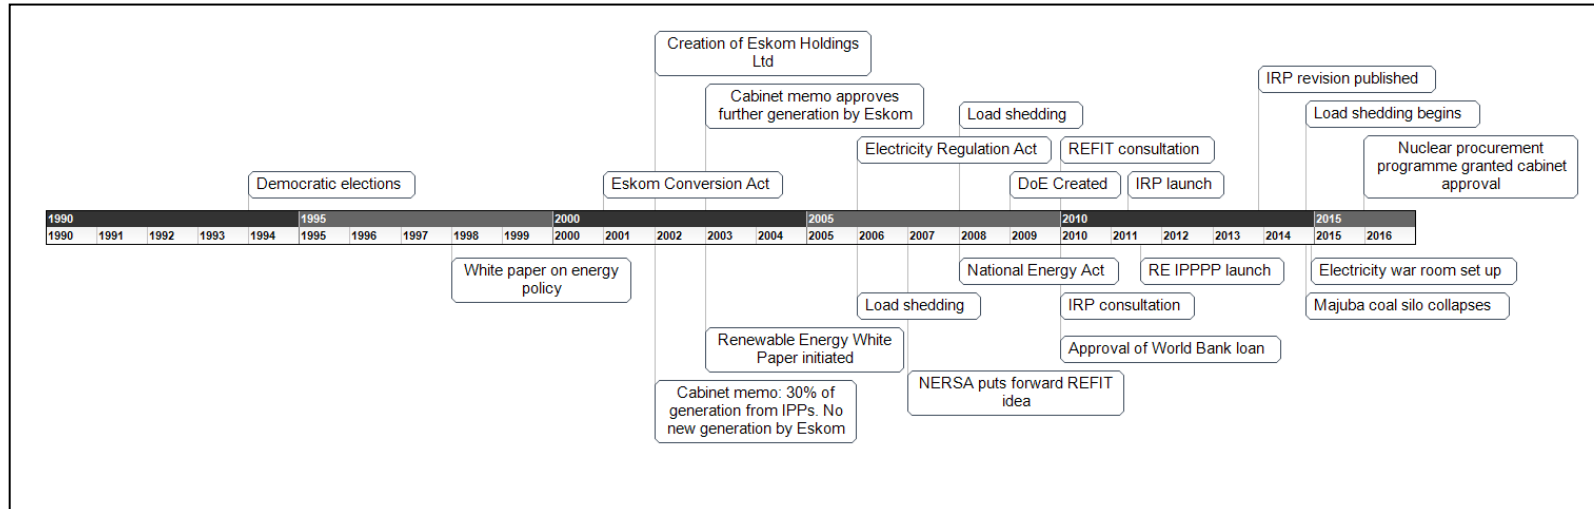 Creation of Eskom Holdings
Ltd
Cabinet memo approves
further generation by Eskom
IRP revision published
Load shedding
Load shedding begins
Electricity Regulation Act
REFIT consultation
Nuclear procurement
programme granted cabinet
approval
Democratic elections
Eskom Conversion Act
DoE Created
IRP launch
1990 1995 2000 2005 2010 2015
1990 1991 1992 1993 1994 1995 1996 1997 1998 1999 2000 2001 2002 2003 2004 2005 2006 2007 2008 2009 2010 2011 2012 2013 2014 2015 2016
White paper on energy
policy
National Energy Act
RE IPPPP launch
Electricity war room set up
Load shedding
IRP consultation
Majuba coal silo collapses
Renewable Energy White
Paper initiated
Approval of World Bank loan
Cabinet memo: 30% of
generation from IPPs. No
new generation by Eskom
NERSA puts forward REFIT
idea